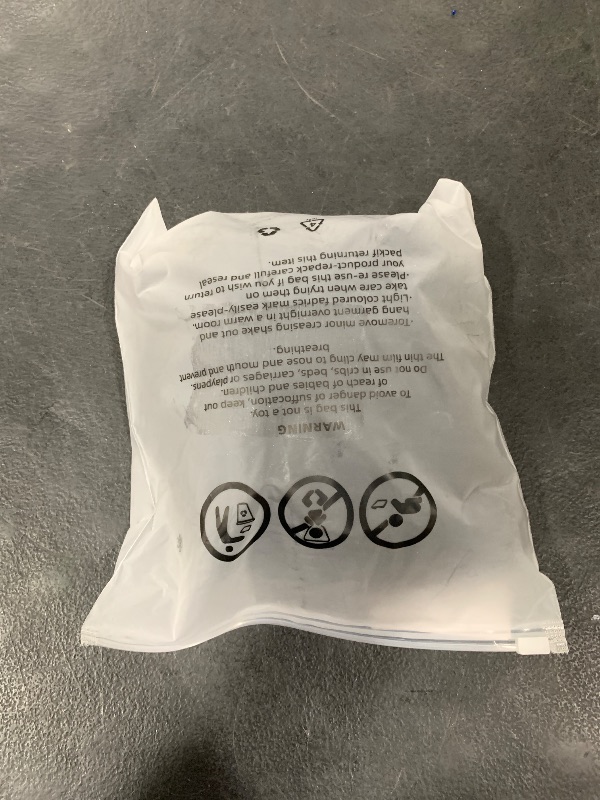 WARNING
This bag is not a toy.
To avoid danger of suffocation, keep out
of reach of babies and children.
Do not use in cribs, beds, carriages or playpens.
The thin film may cling to nose and mouth and prevent
breathing.
·Toremove minor creasing shake out and
hang garment overnight in a warm room.
·Light coloured fadrics mark easily-please
take care when trying them on
·Please re-use this bag if you wish to return
your product-repack carefull and reseal
packif returning this item.
4